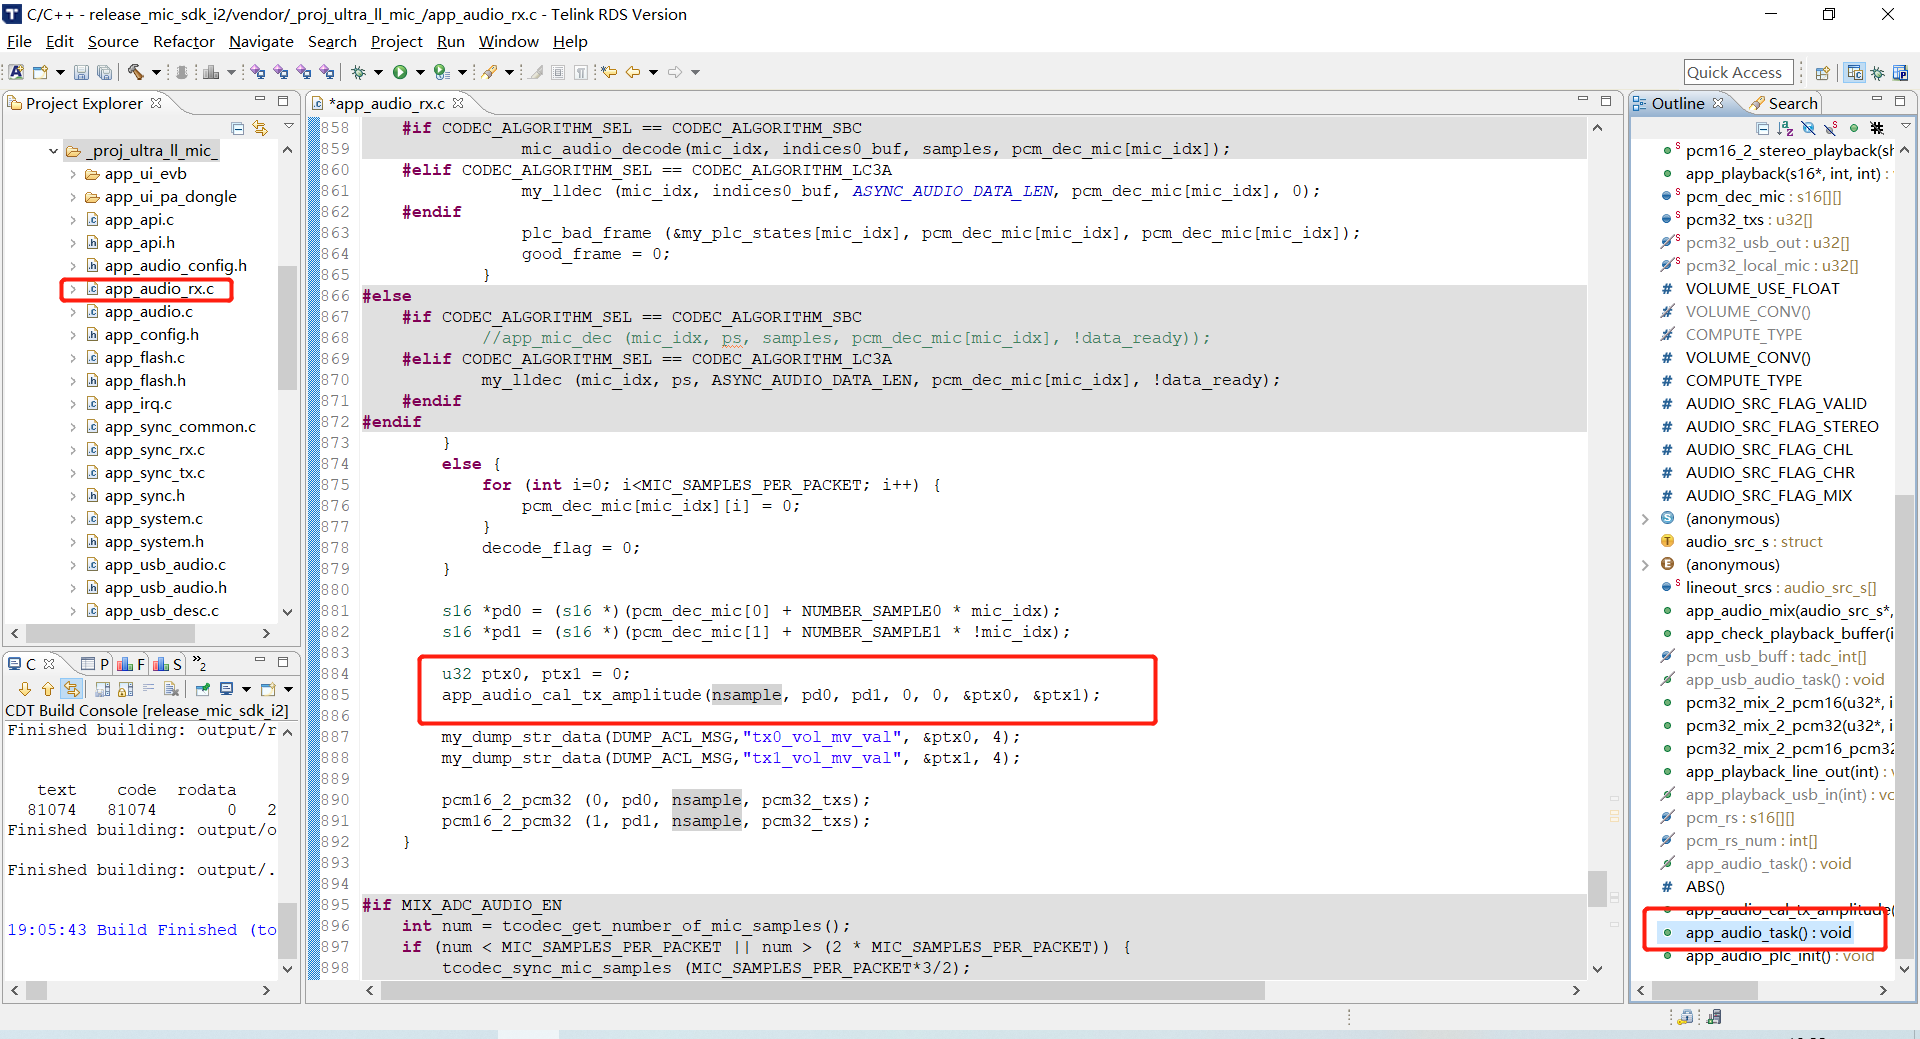 C/C++ - release_mic_sdk_i2/vendor/_proj_ultra_ll_mic_/app_audio_rx.c - Telink RDS Version
File Edit Source Refactor Navigate Search Project Run Window Help
Quick Access
Project Explorer
_proj_ultra_ll_mic_
app_ui_evb
app_ui_pa_dongle
app_api.c
app_api.h
app_audio_config.h
app_audio_rx.c
app_audio.c
app_config.h
app_flash.c
app_flash.h
app_irq.c
app_sync_common.c
app_sync_rx.c
app_sync_tx.c
app_sync.h
app_system.c
app_system.h
app_usb_audio.c
app_usb_audio.h
app_usb_desc.c
C P F S »2
CDT Build Console [release_mic_sdk_i2]
Finished building: output/r
text code rodata
81074 81074 0 2
Finished building: output/o
Finished building: output/.
19:05:43 Build Finished (to
*app_audio_rx.c
858 #if CODEC_ALGORITHM_SEL == CODEC_ALGORITHM_SBC
859 mic_audio_decode(mic_idx, indices0_buf, samples, pcm_dec_mic[mic_idx]);
860 #elif CODEC_ALGORITHM_SEL == CODEC_ALGORITHM_LC3A
861 my_lldec (mic_idx, indices0_buf, ASYNC_AUDIO_DATA_LEN, pcm_dec_mic[mic_idx], 0);
862 #endif
863 plc_bad_frame (&my_plc_states[mic_idx], pcm_dec_mic[mic_idx], pcm_dec_mic[mic_idx]);
864 good_frame = 0;
865 }
866 #else
867 #if CODEC_ALGORITHM_SEL == CODEC_ALGORITHM_SBC
868 //app_mic_dec (mic_idx, ps, samples, pcm_dec_mic[mic_idx], !data_ready));
869 #elif CODEC_ALGORITHM_SEL == CODEC_ALGORITHM_LC3A
870 my_lldec (mic_idx, ps, ASYNC_AUDIO_DATA_LEN, pcm_dec_mic[mic_idx], !data_ready);
871 #endif
872 #endif
873 }
874 else {
875 for (int i=0; i<MIC_SAMPLES_PER_PACKET; i++) {
876 pcm_dec_mic[mic_idx][i] = 0;
877 }
878 decode_flag = 0;
879 }
880
881 s16 *pd0 = (s16 *)(pcm_dec_mic[0] + NUMBER_SAMPLE0 * mic_idx);
882 s16 *pd1 = (s16 *)(pcm_dec_mic[1] + NUMBER_SAMPLE1 * !mic_idx);
883
884 u32 ptx0, ptx1 = 0;
885 app_audio_cal_tx_amplitude(nsample, pd0, pd1, 0, 0, &ptx0, &ptx1);
886
887 my_dump_str_data(DUMP_ACL_MSG,"tx0_vol_mv_val", &ptx0, 4);
888 my_dump_str_data(DUMP_ACL_MSG,"tx1_vol_mv_val", &ptx1, 4);
889
890 pcm16_2_pcm32 (0, pd0, nsample, pcm32_txs);
891 pcm16_2_pcm32 (1, pd1, nsample, pcm32_txs);
892 }
893
894
895 #if MIX_ADC_AUDIO_EN
896 int num = tcodec_get_number_of_mic_samples();
897 if (num < MIC_SAMPLES_PER_PACKET || num > (2 * MIC_SAMPLES_PER_PACKET)) {
898 tcodec_sync_mic_samples (MIC_SAMPLES_PER_PACKET*3/2);
Outline Search
pcm16_2_stereo_playback(sh
app_playback(s16*, int, int) :
pcm_dec_mic : s16[][]
pcm32_txs : u32[]
pcm32_usb_out : u32[]
pcm32_local_mic : u32[]
VOLUME_USE_FLOAT
VOLUME_CONV()
COMPUTE_TYPE
VOLUME_CONV()
COMPUTE_TYPE
AUDIO_SRC_FLAG_VALID
AUDIO_SRC_FLAG_STEREO
AUDIO_SRC_FLAG_CHL
AUDIO_SRC_FLAG_CHR
AUDIO_SRC_FLAG_MIX
(anonymous)
audio_src_s : struct
(anonymous)
lineout_srcs : audio_src_s[]
app_audio_mix(audio_src_s*,
app_check_playback_buffer(i
pcm_usb_buff : tadc_int[]
app_usb_audio_task() : void
pcm32_mix_2_pcm16(u32*, i
pcm32_mix_2_pcm32(u32*, i
pcm32_mix_2_pcm16_pcm32
app_playback_line_out(int) : v
app_playback_usb_in(int) : vc
pcm_rs : s16[][]
pcm_rs_num : int[]
app_audio_task() : void
ABS()
app_audio_cal_tx_amplitude(
app_audio_task() : void
app_audio_plc_init() : void